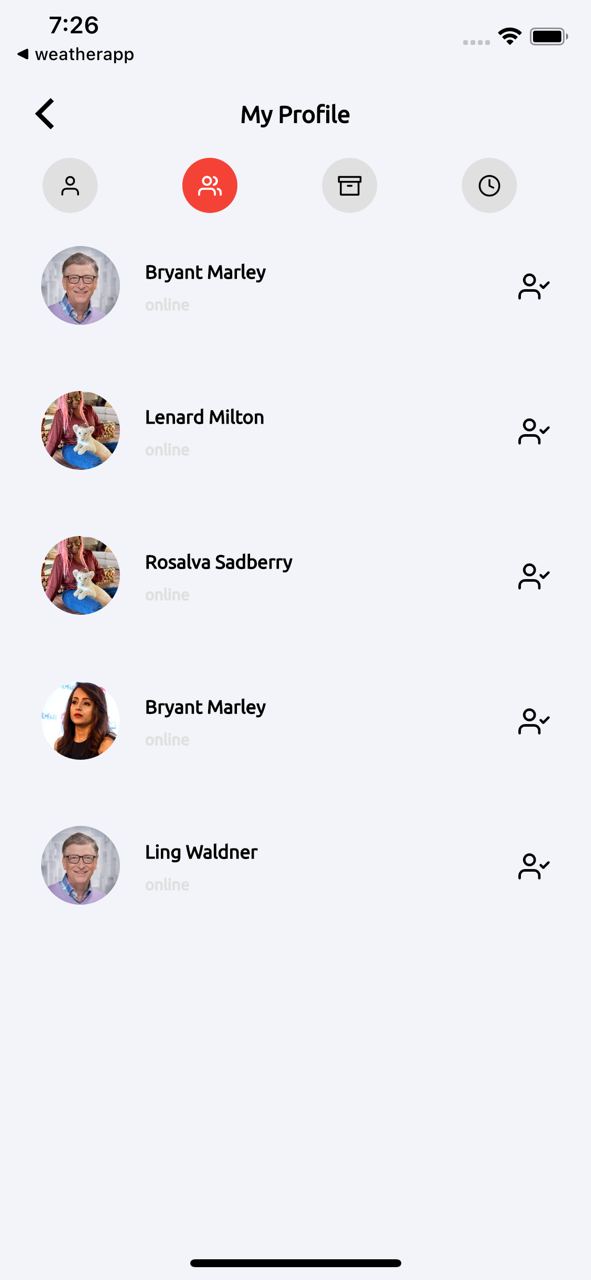 7:26
◀ weatherapp
My Profile
Bryant Marley
online
Lenard Milton
online
Rosalva Sadberry
online
Bryant Marley
online
Ling Waldner
online